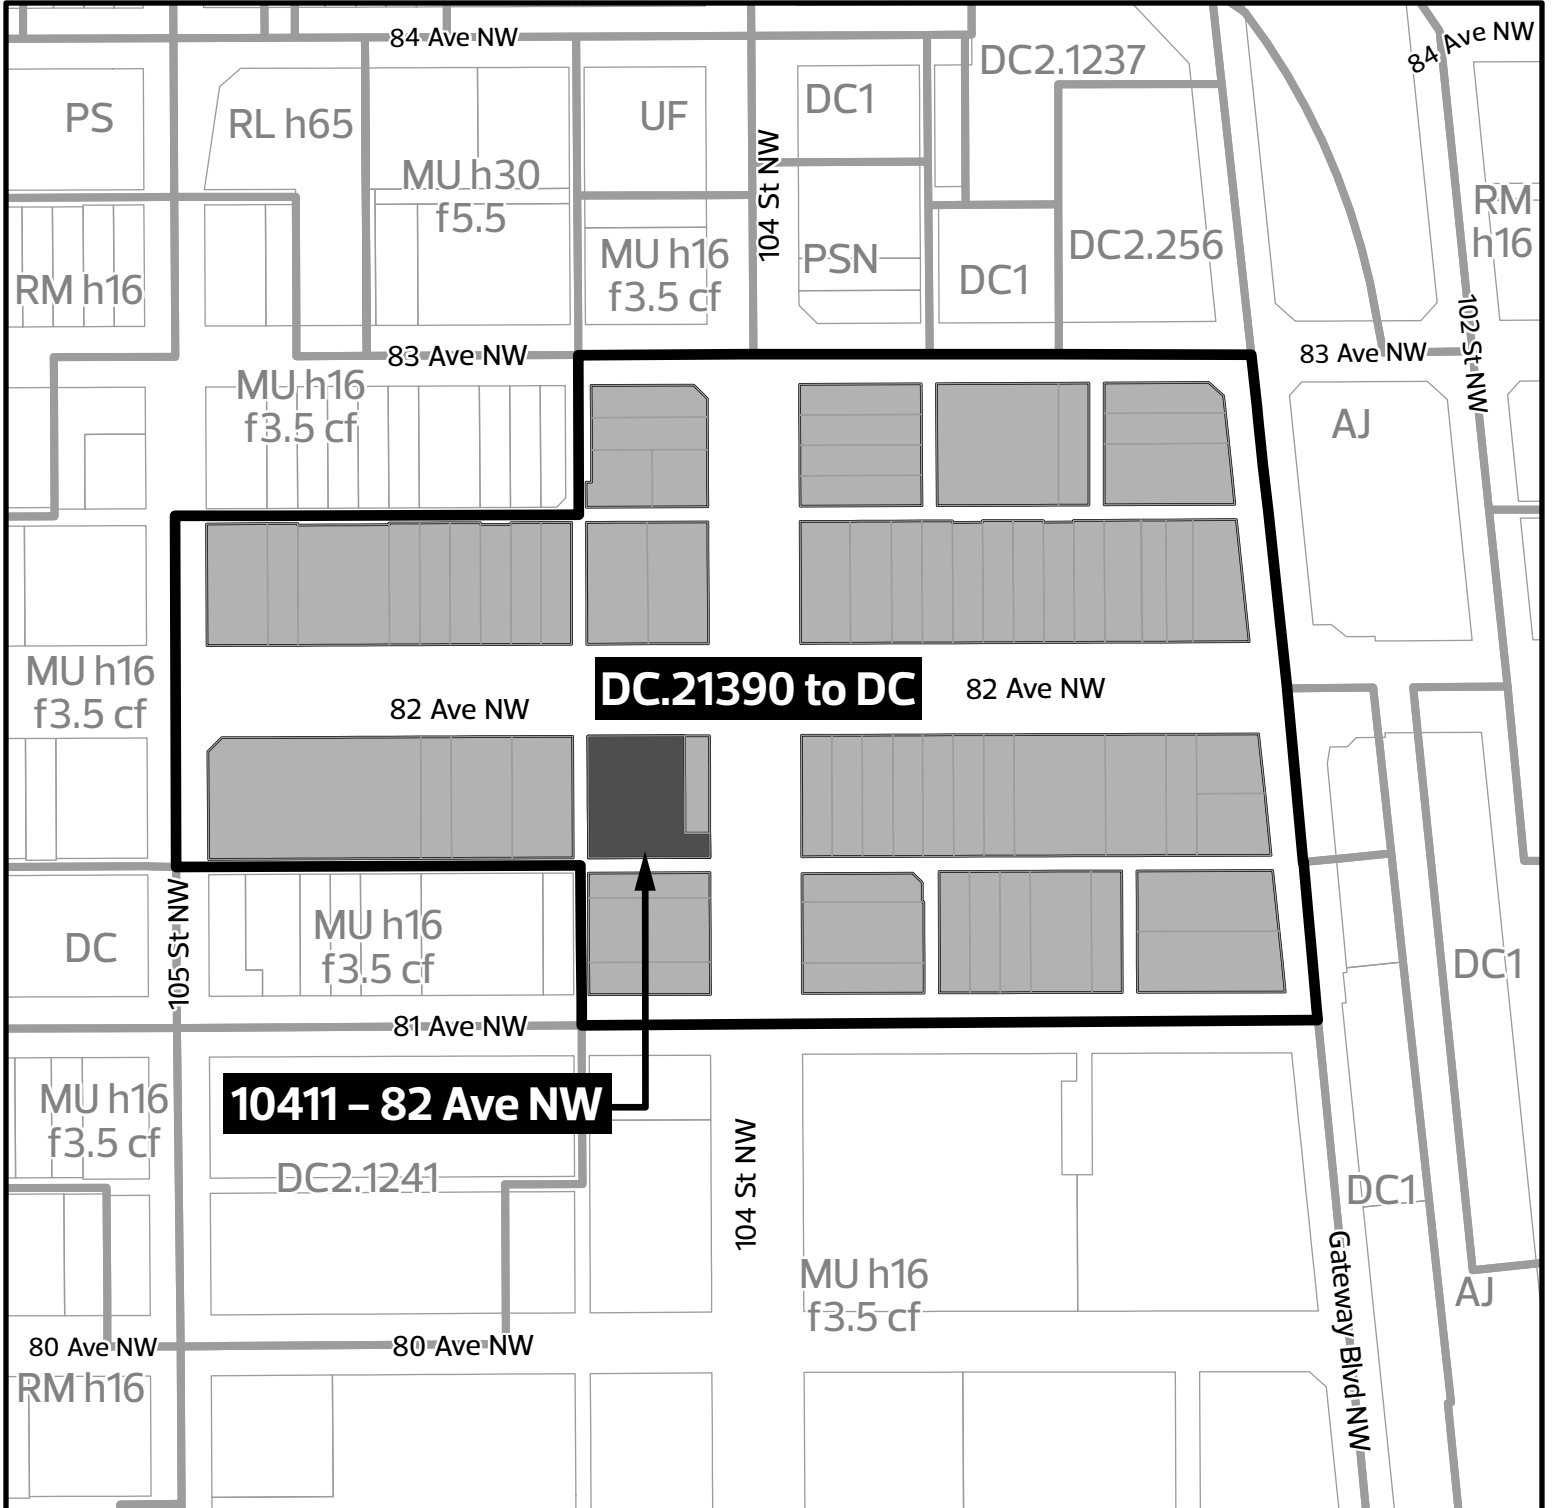 84 Ave NW
84 Ave NW
DC2.1237
PS
RL h65
UF
DC1
MU h30
f5.5
104 St NW
RM
h16
MU h16
f3.5 cf
PSN
DC1
DC2.256
RM h16
102 St NW
83 Ave NW
83 Ave NW
MU h16
f3.5 cf
AJ
MU h16
f3.5 cf
82 Ave NW
DC.21390 to DC
82 Ave NW
DC
105 St NW
MU h16
f3.5 cf
DC1
81 Ave NW
MU h16
f3.5 cf
10411 – 82 Ave NW
DC2.1241
104 St NW
DC1
MU h16
f3.5 cf
Gateway Blvd NW
AJ
80 Ave NW
80 Ave NW
RM h16